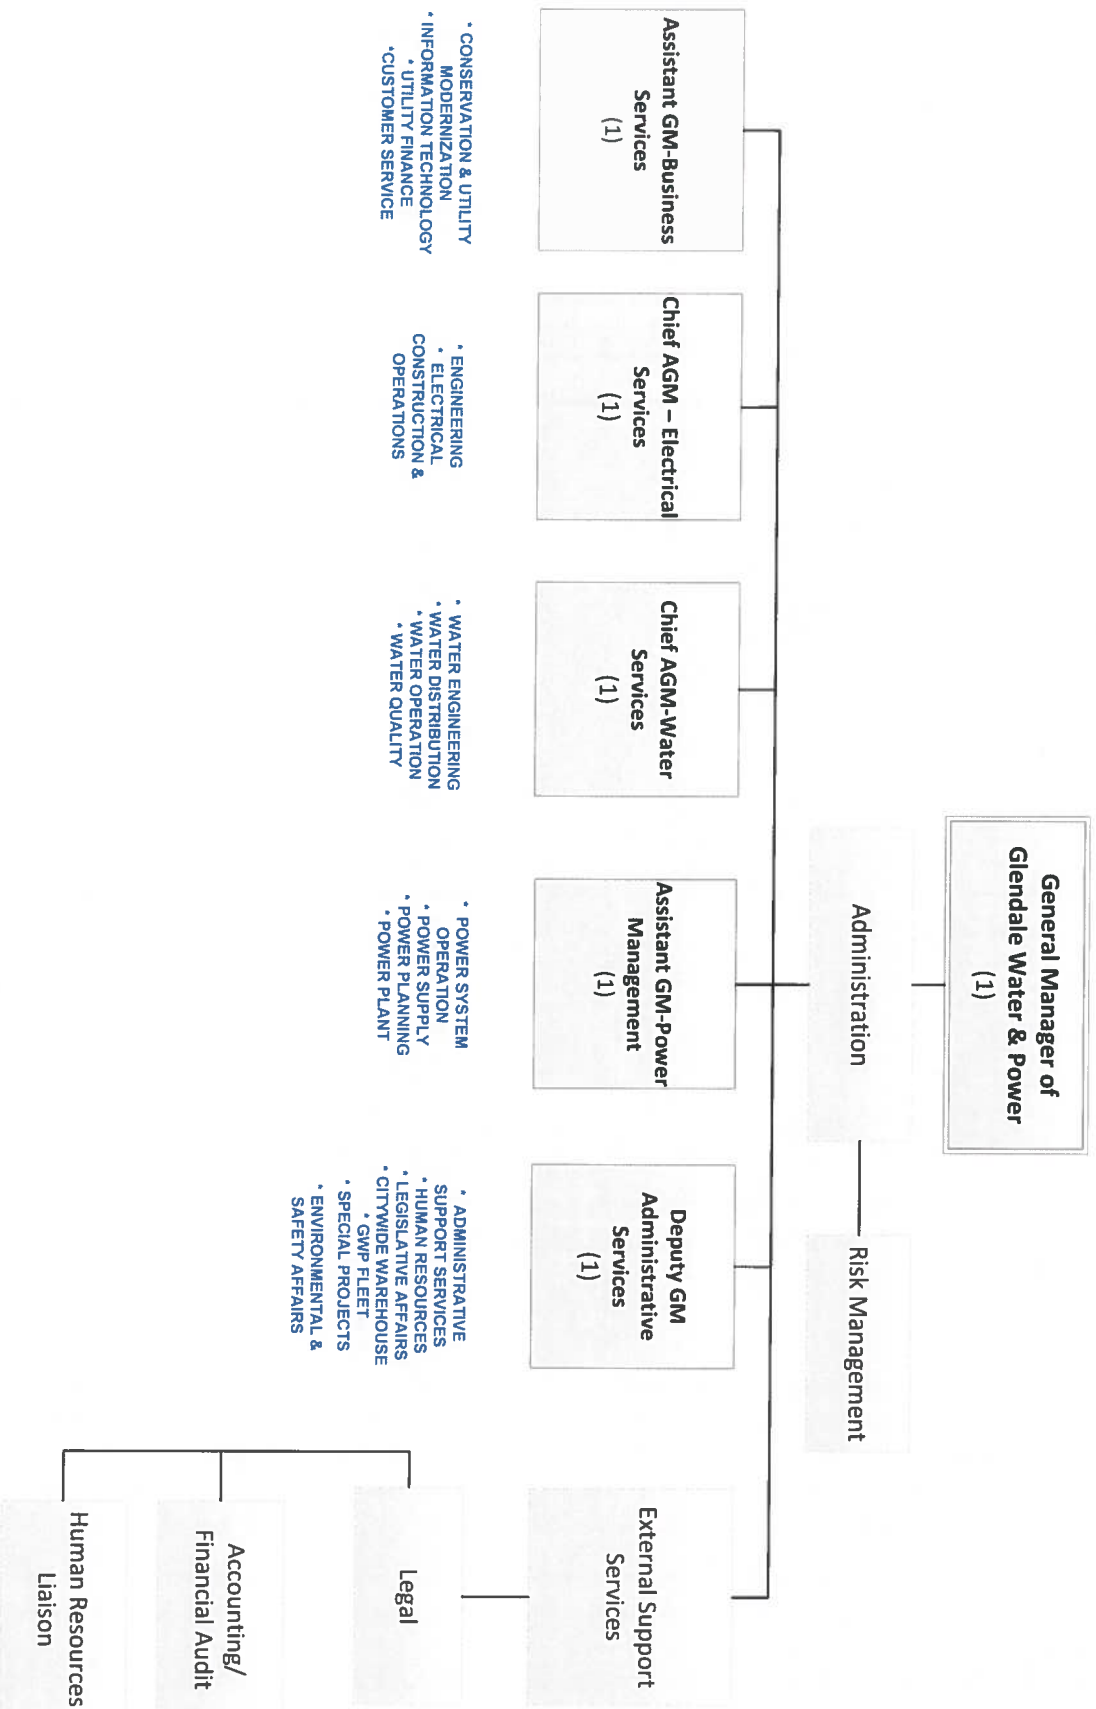 General Manager of
Glendale Water & Power
(1)
Administration
Risk Management
Assistant GM-Business
Services
(1)
* CONSERVATION & UTILITY
MODERNIZATION
* INFORMATION TECHNOLOGY
* UTILITY FINANCE
*CUSTOMER SERVICE
Chief AGM – Electrical
Services
(1)
* ENGINEERING
* ELECTRICAL
CONSTRUCTION &
OPERATIONS
Chief AGM-Water
Services
(1)
* WATER ENGINEERING
* WATER DISTRIBUTION
* WATER OPERATION
* WATER QUALITY
Assistant GM-Power
Management
(1)
* POWER SYSTEM
OPERATION
* POWER SUPPLY
* POWER PLANNING
* POWER PLANT
Deputy GM
Administrative
Services
(1)
* ADMINISTRATIVE
SUPPORT SERVICES
* HUMAN RESOURCES
* LEGISLATIVE AFFAIRS
* CITYWIDE WAREHOUSE
* GWP FLEET
* SPECIAL PROJECTS
* ENVIRONMENTAL &
SAFETY AFFAIRS
External Support
Services
Legal
Accounting/
Financial Audit
Human Resources
Liaison